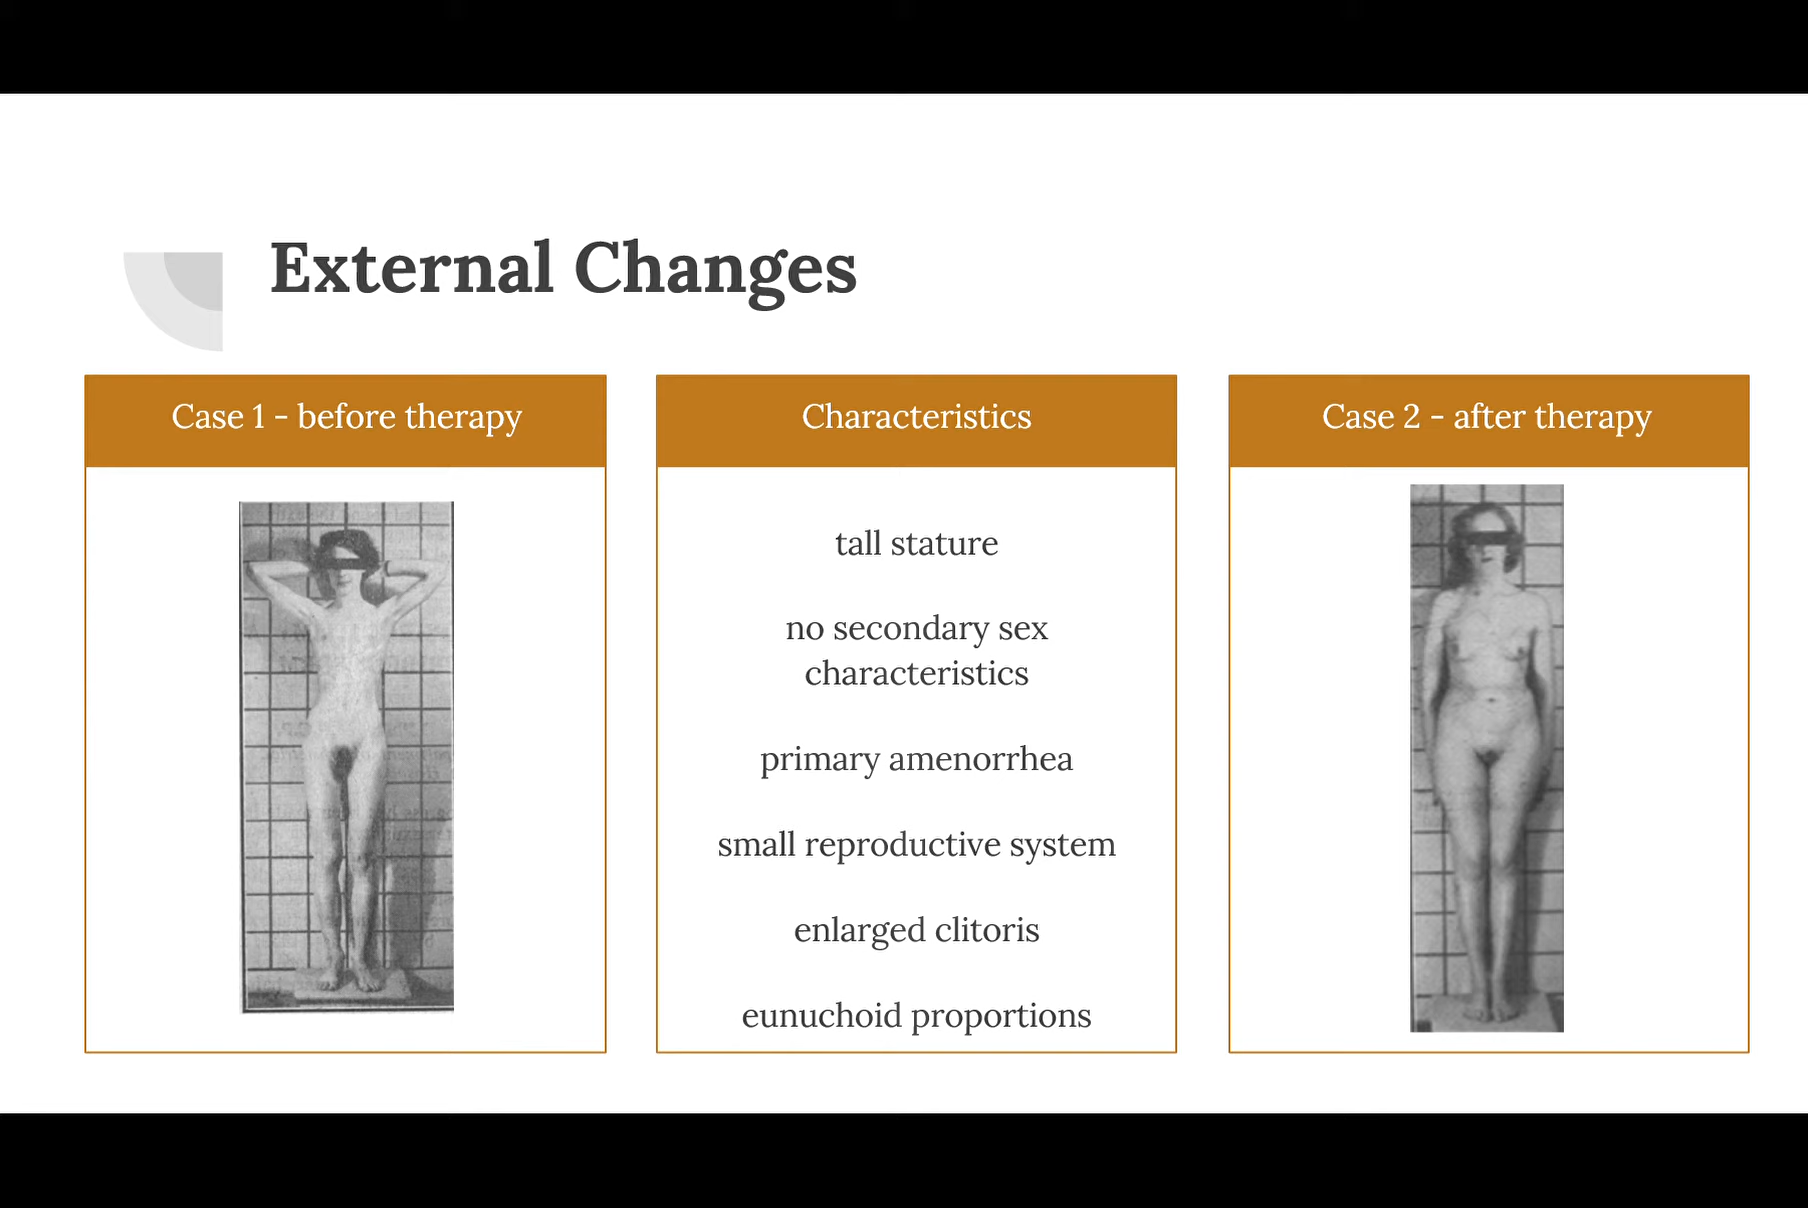 External Changes
Case 1 - before therapy
Characteristics
tall stature
no secondary sex
characteristics
primary amenorrhea
small reproductive system
enlarged clitoris
eunuchoid proportions
Case 2 - after therapy